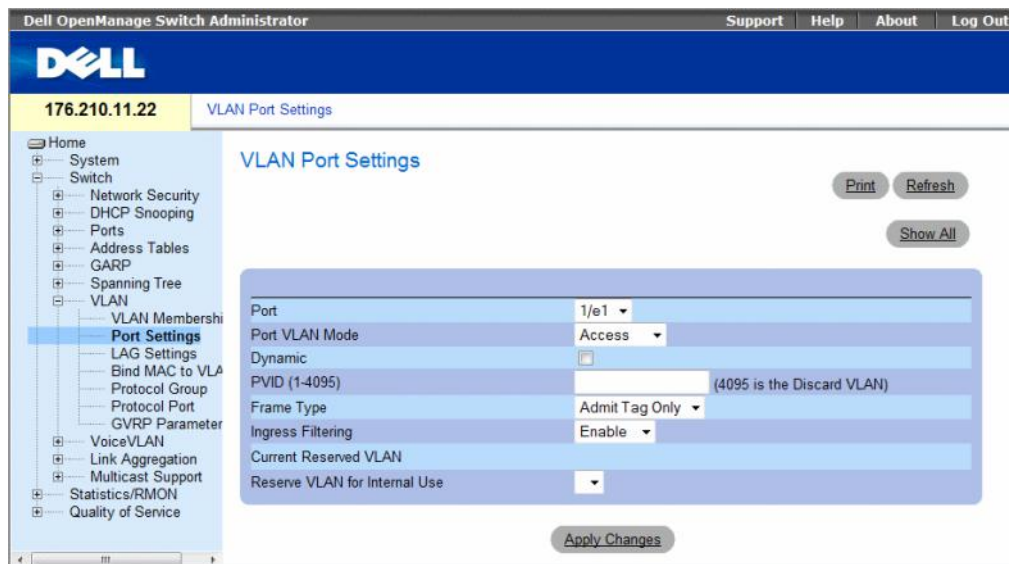 Dell OpenManage Switch Administrator
Support Help About Log Out
DELL
176.210.11.22
VLAN Port Settings
Home
System
Switch
Network Security
DHCP Snooping
Ports
Address Tables
GARP
Spanning Tree
VLAN
VLAN Membershi
Port Settings
LAG Settings
Bind MAC to VLA
Protocol Group
Protocol Port
GVRP Parameter
VoiceVLAN
Link Aggregation
Multicast Support
Statistics/RMON
Quality of Service
VLAN Port Settings
Print Refresh
Show All
Port 1/e1
Port VLAN Mode Access
Dynamic
PVID (1-4095) (4095 is the Discard VLAN)
Frame Type Admit Tag Only
Ingress Filtering Enable
Current Reserved VLAN
Reserve VLAN for Internal Use
Apply Changes